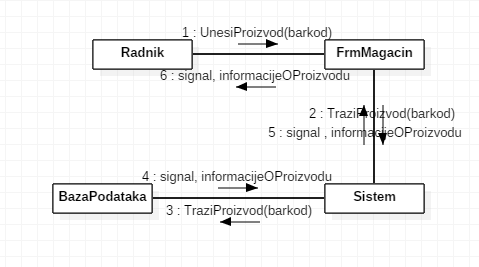 1 : UnesiProizvod(barkod)
Radnik
FrmMagacin
6 : signal, informacijeOProizvodu
2 : TraziProizvod(barkod)
5 : signal , informacijeOProizvodu
4 : signal, informacijeOProizvodu
BazaPodataka
Sistem
3 : TraziProizvod(barkod)